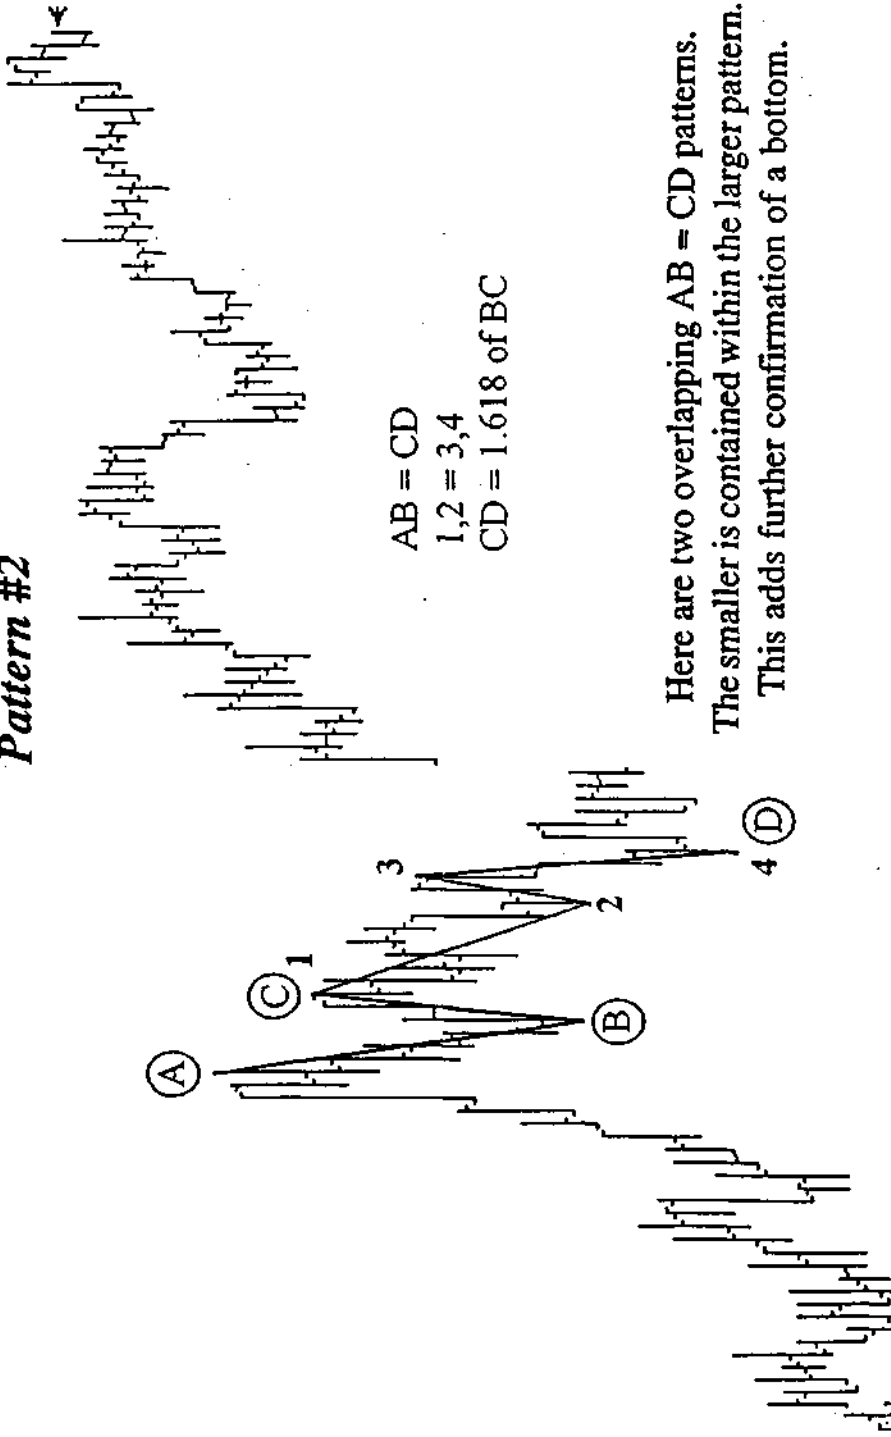 Pattern #2
AB = CD
1,2 = 3,4
CD = 1.618 of BC
A
B
C
1
2
3
4
D
Here are two overlapping AB = CD patterns.
The smaller is contained within the larger pattern.
This adds further confirmation of a bottom.